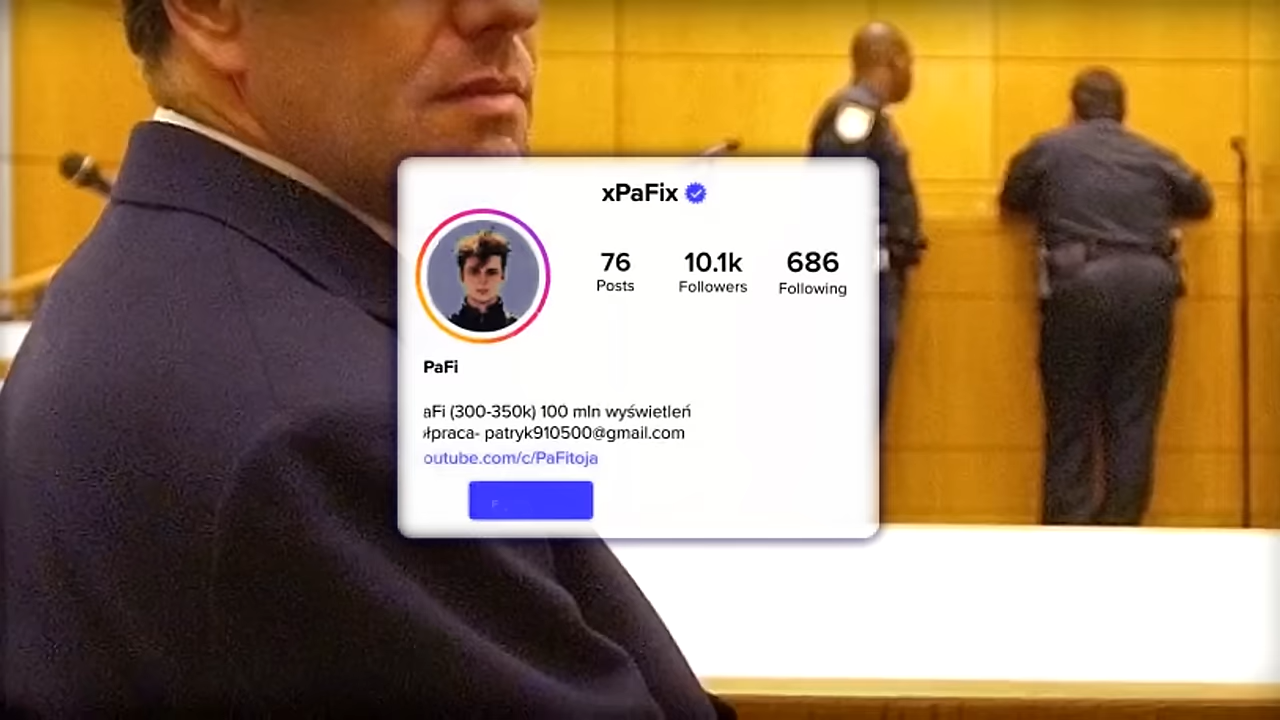 xPaFix
76
Posts
10.1k
Followers
686
Following
PaFi
aFi (300-350k) 100 mln wyświetleń
łpraca- patryk910500@gmail.com
outube.com/c/PaFitoja
F